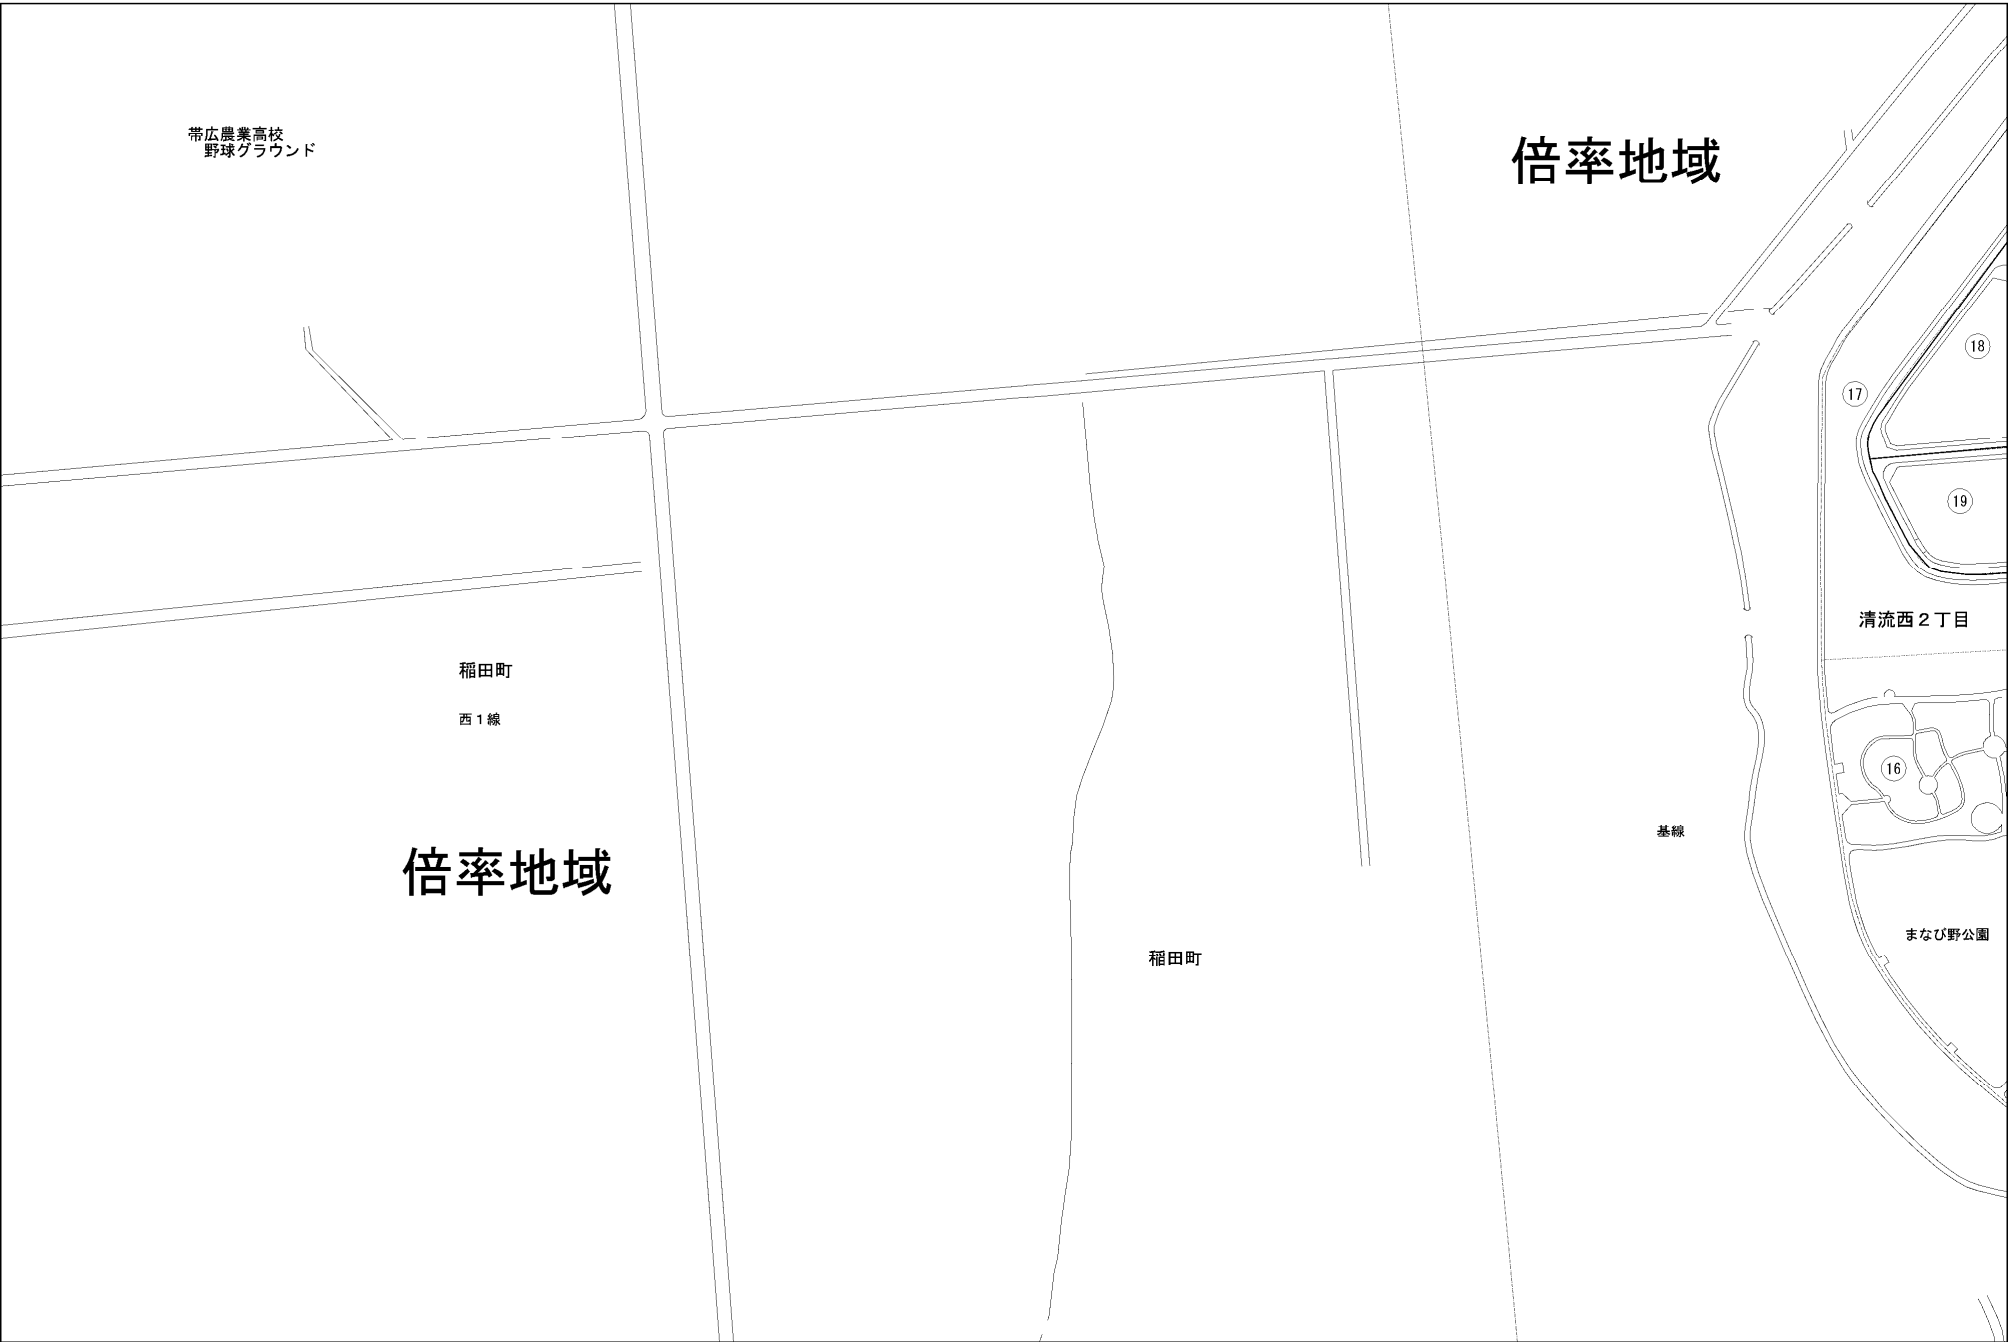 帯広農業高校
野球グラウンド
倍率地域
18
17
19
清流西２丁目
稲田町
西１線
16
基線
倍率地域
まなび野公園
稲田町